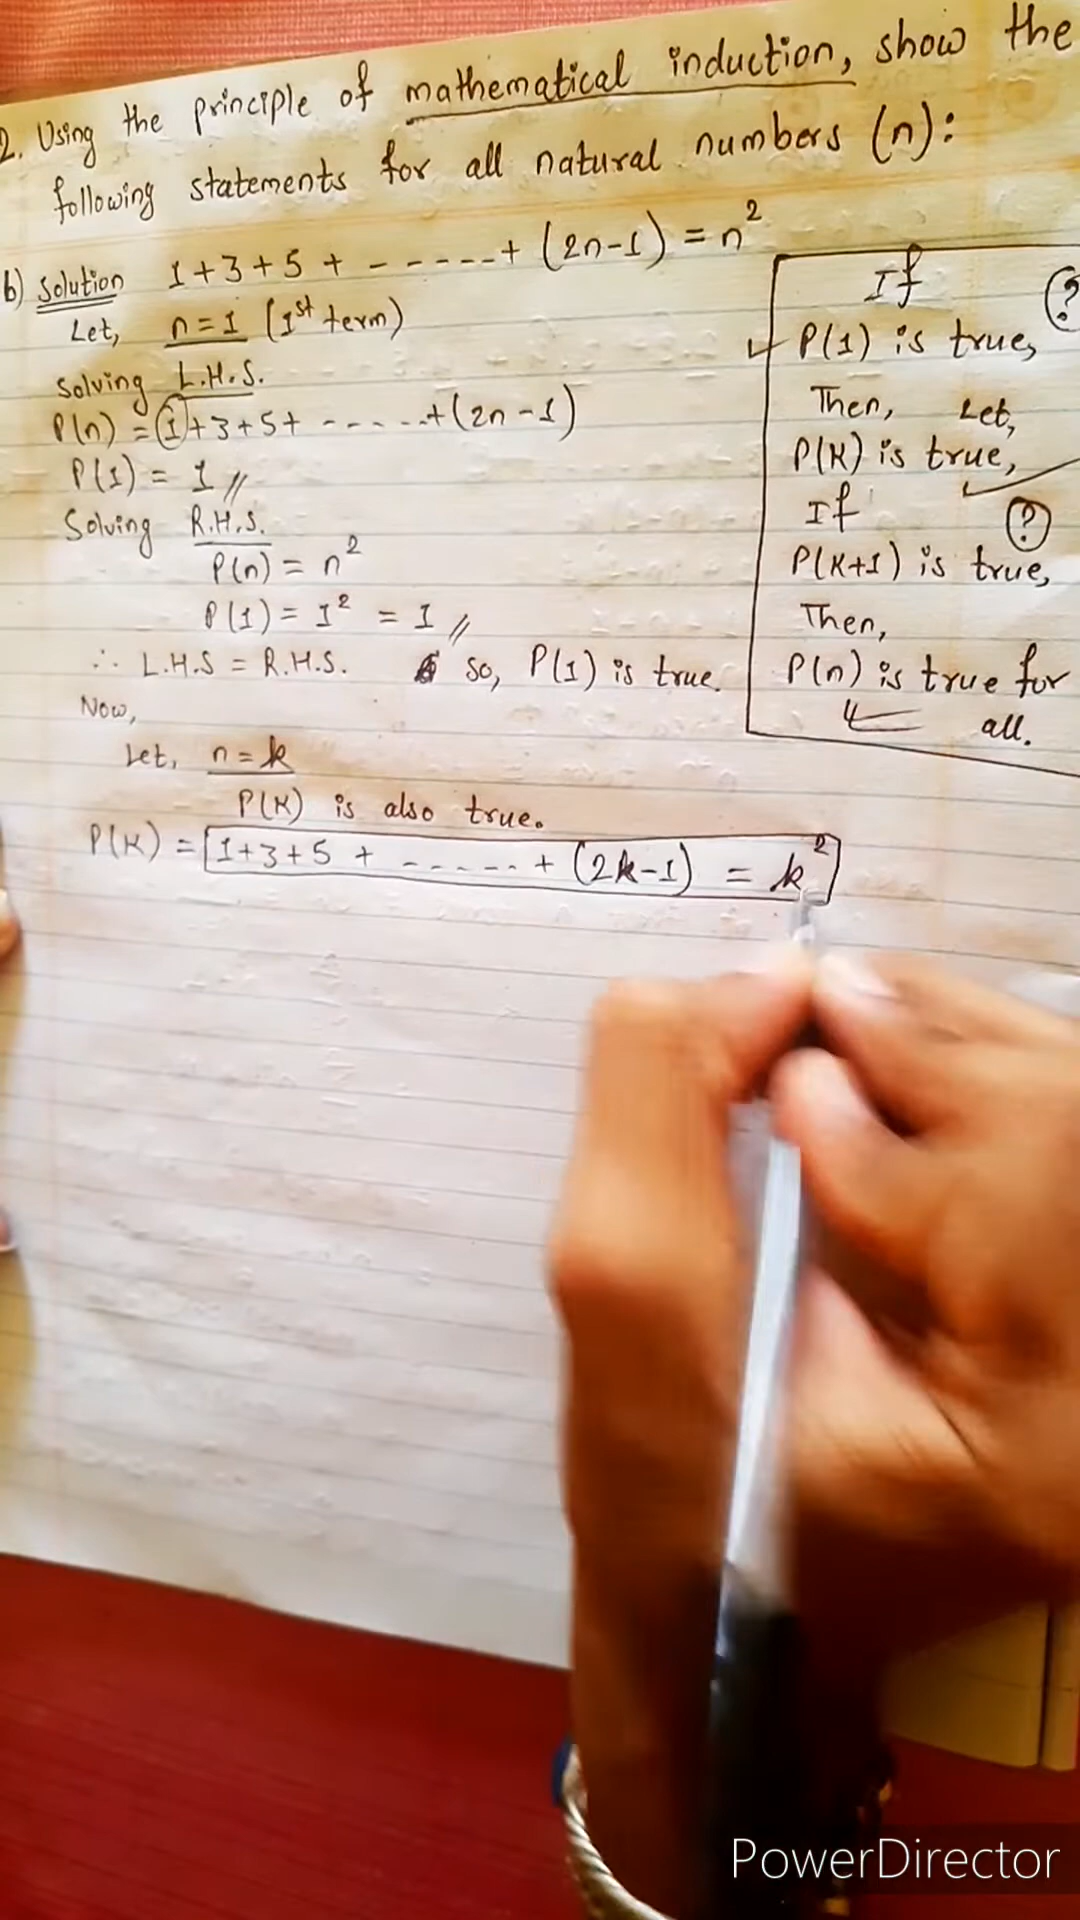 2. Using the principle of mathematical induction, show the
following statements for all natural numbers (n):
b) Solution 1+3+5+ ------+ (2n-1) = n²
Let, n=1 (1st term)
Solving L.H.S.
P(n) = 1+3+5+ ------+(2n-1)
P(1) = 1 //
Solving R.H.S.
P(n) = n²
P(1) = 1² = 1 //
∴ L.H.S = R.H.S. So, P(1) is true.
Now,
Let, n=k
P(K) is also true.
P(K) = 1+3+5+ ------+ (2k-1) = k²
If ?
P(1) is true,
Then, Let,
P(K) is true,
If ?
P(K+1) is true,
Then,
P(n) is true for
all.
PowerDirector